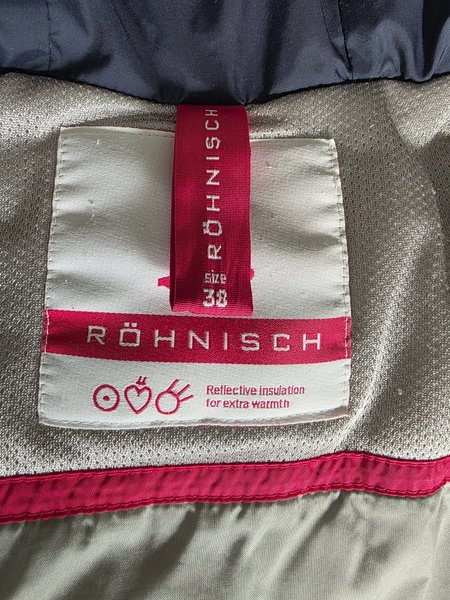 RÖHNISCH
size
38
RÖHNISCH
Reflective insulation
for extra warmth